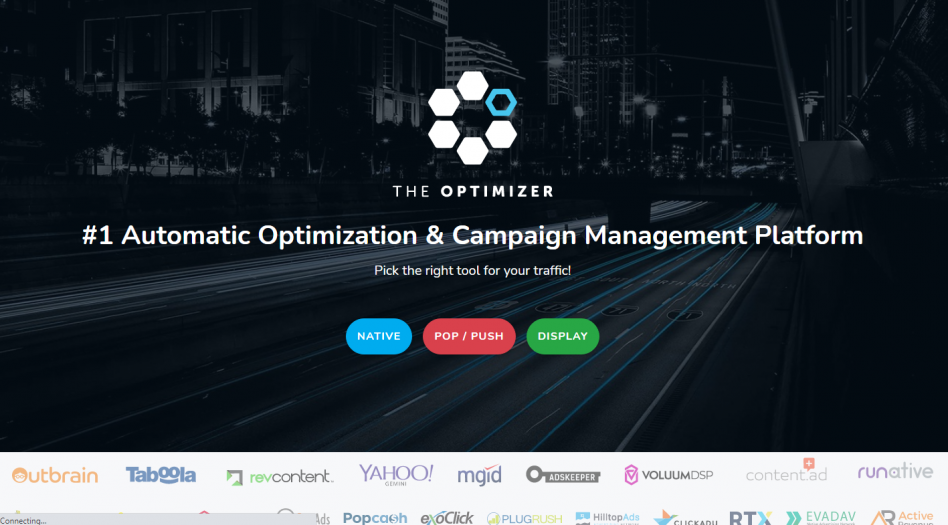 THE OPTIMIZER
#1 Automatic Optimization & Campaign Management Platform
Pick the right tool for your traffic!
NATIVE POP / PUSH DISPLAY
Outbrain Taboola revcontent. YAHOO! GEMINI mgid ADSKEEPER VOLUUMDSP content.ad runative
Ads Popcash exoClick PLUGRUSH HilltopAds CLICKADU RTX EVADAV Active
Connecting...